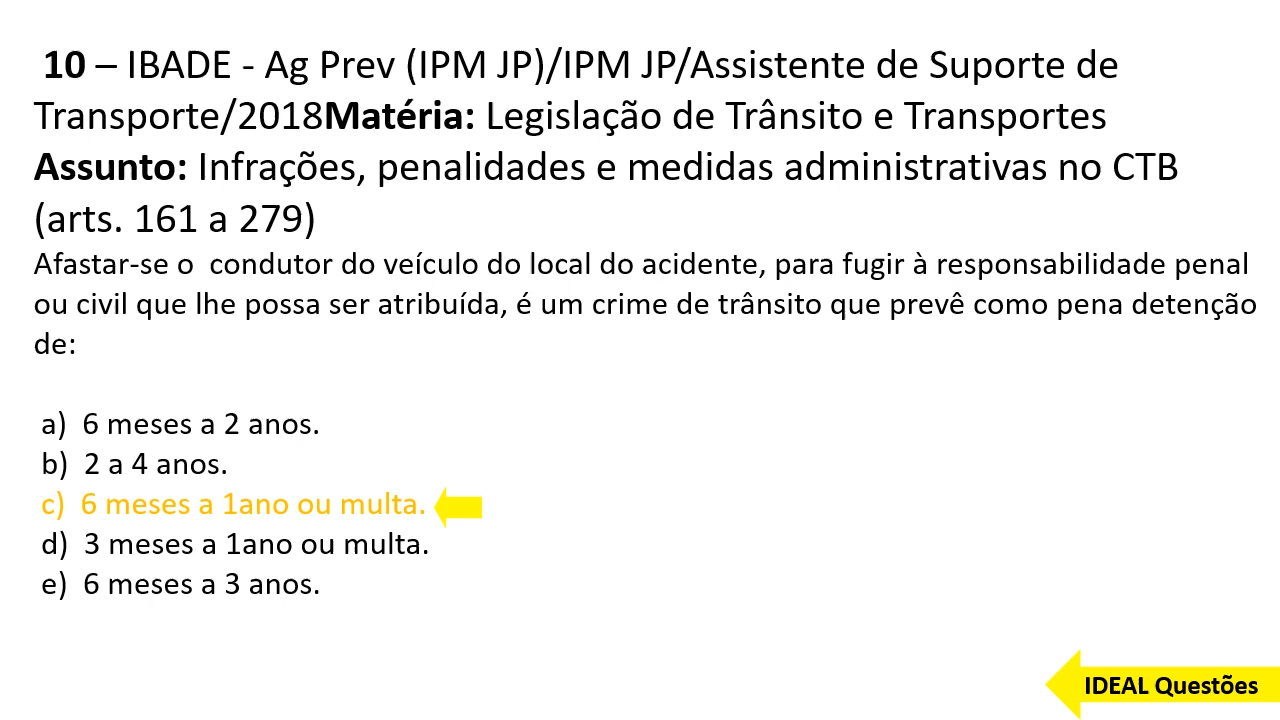 10 – IBADE - Ag Prev (IPM JP)/IPM JP/Assistente de Suporte de
Transporte/2018Matéria: Legislação de Trânsito e Transportes
Assunto: Infrações, penalidades e medidas administrativas no CTB
(arts. 161 a 279)
Afastar-se o  condutor do veículo do local do acidente, para fugir à responsabilidade penal
ou civil que lhe possa ser atribuída, é um crime de trânsito que prevê como pena detenção
de:
a)  6 meses a 2 anos.
b)  2 a 4 anos.
c)  6 meses a 1ano ou multa.
d)  3 meses a 1ano ou multa.
e)  6 meses a 3 anos.
IDEAL Questões